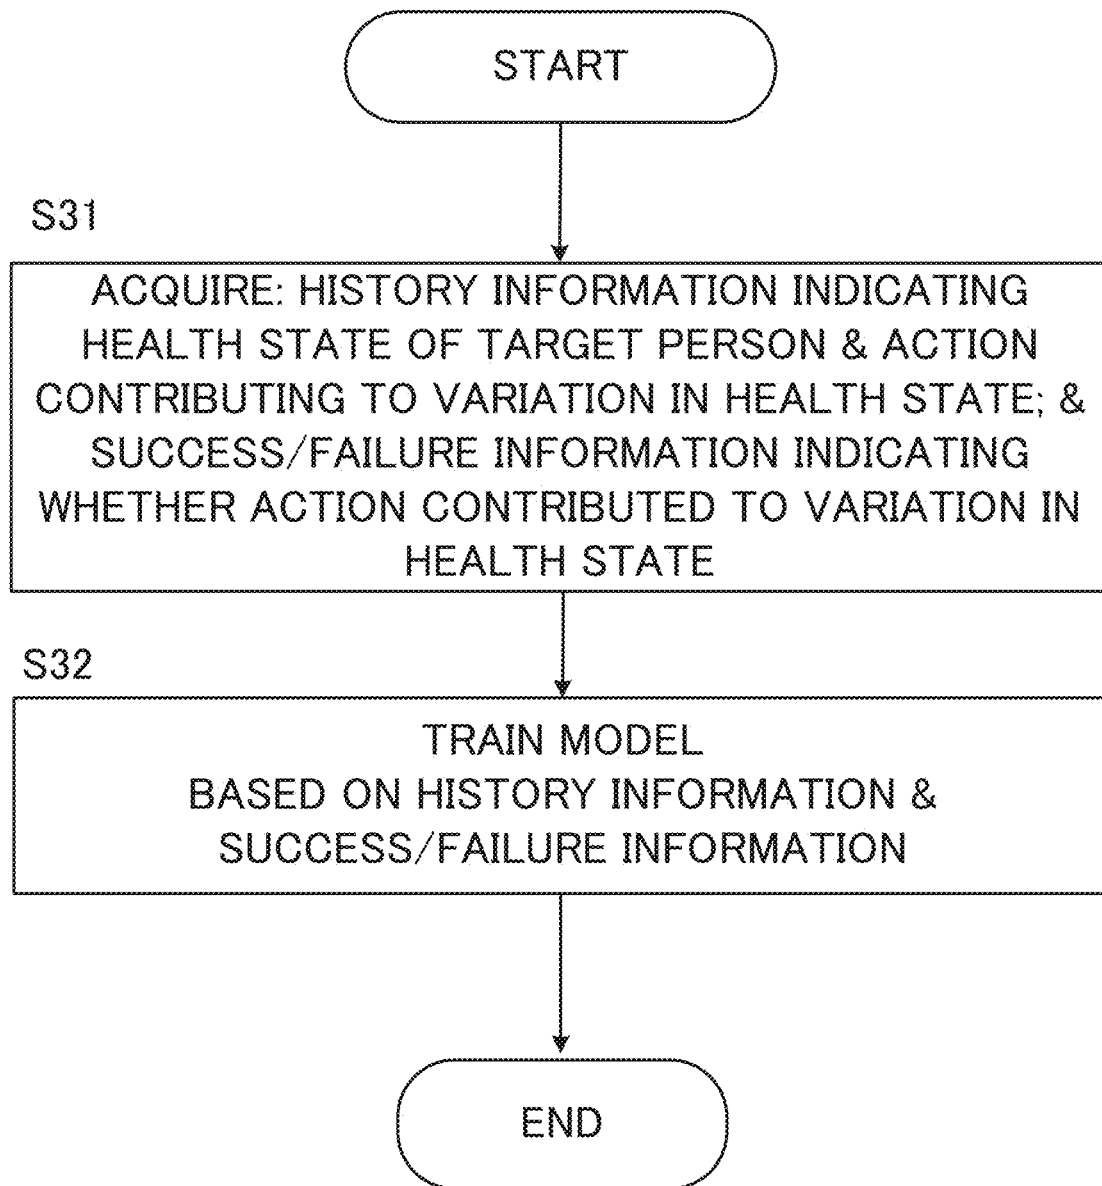 START
S31
ACQUIRE: HISTORY INFORMATION INDICATING
HEALTH STATE OF TARGET PERSON & ACTION
CONTRIBUTING TO VARIATION IN HEALTH STATE; &
SUCCESS/FAILURE INFORMATION INDICATING
WHETHER ACTION CONTRIBUTED TO VARIATION IN
HEALTH STATE
S32
TRAIN MODEL
BASED ON HISTORY INFORMATION &
SUCCESS/FAILURE INFORMATION
END